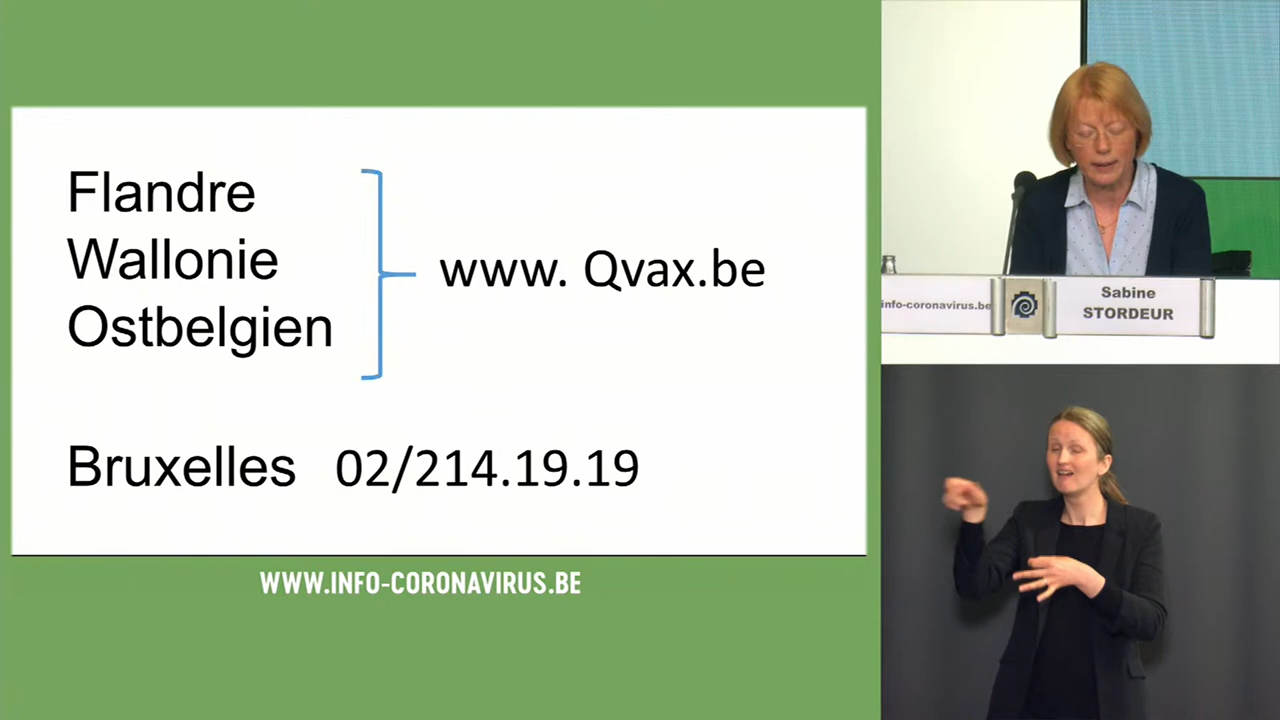 Flandre
Wallonie
Ostbelgien
www. Qvax.be
Bruxelles 02/214.19.19
WWW.INFO-CORONAVIRUS.BE
info-coronavirus.be
Sabine
STORDEUR